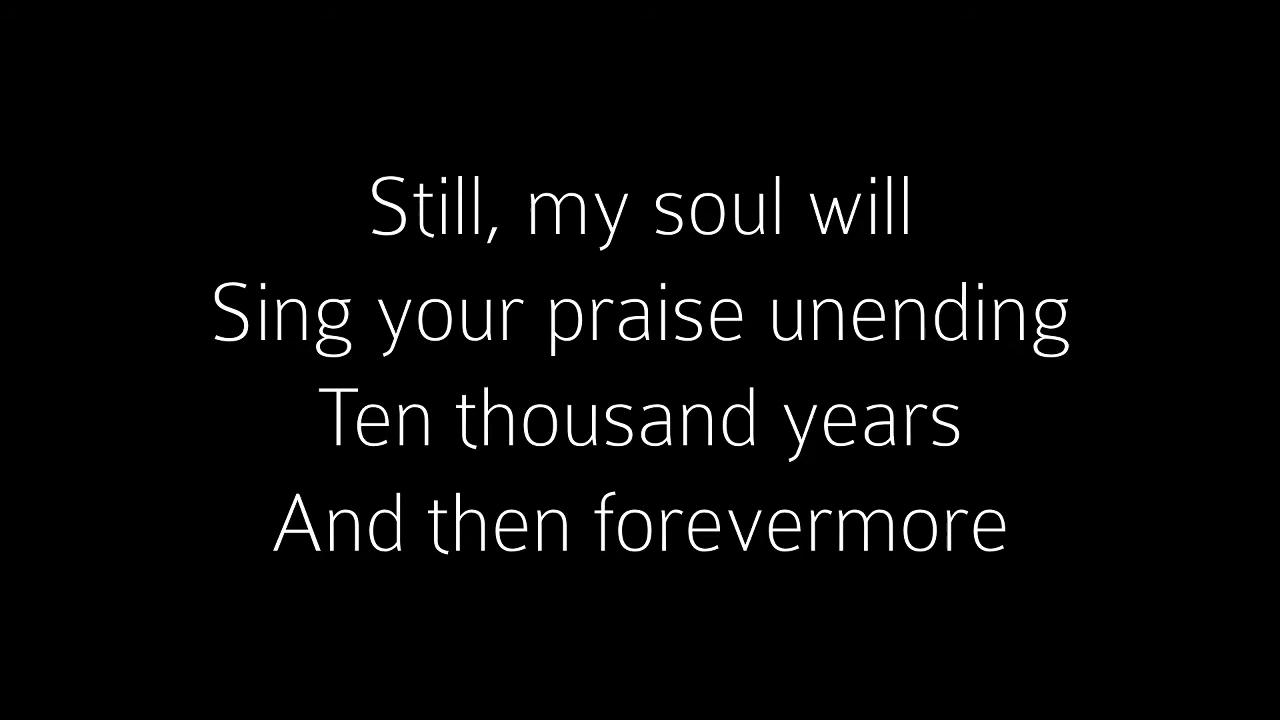 Still, my soul will
Sing your praise unending
Ten thousand years
And then forevermore